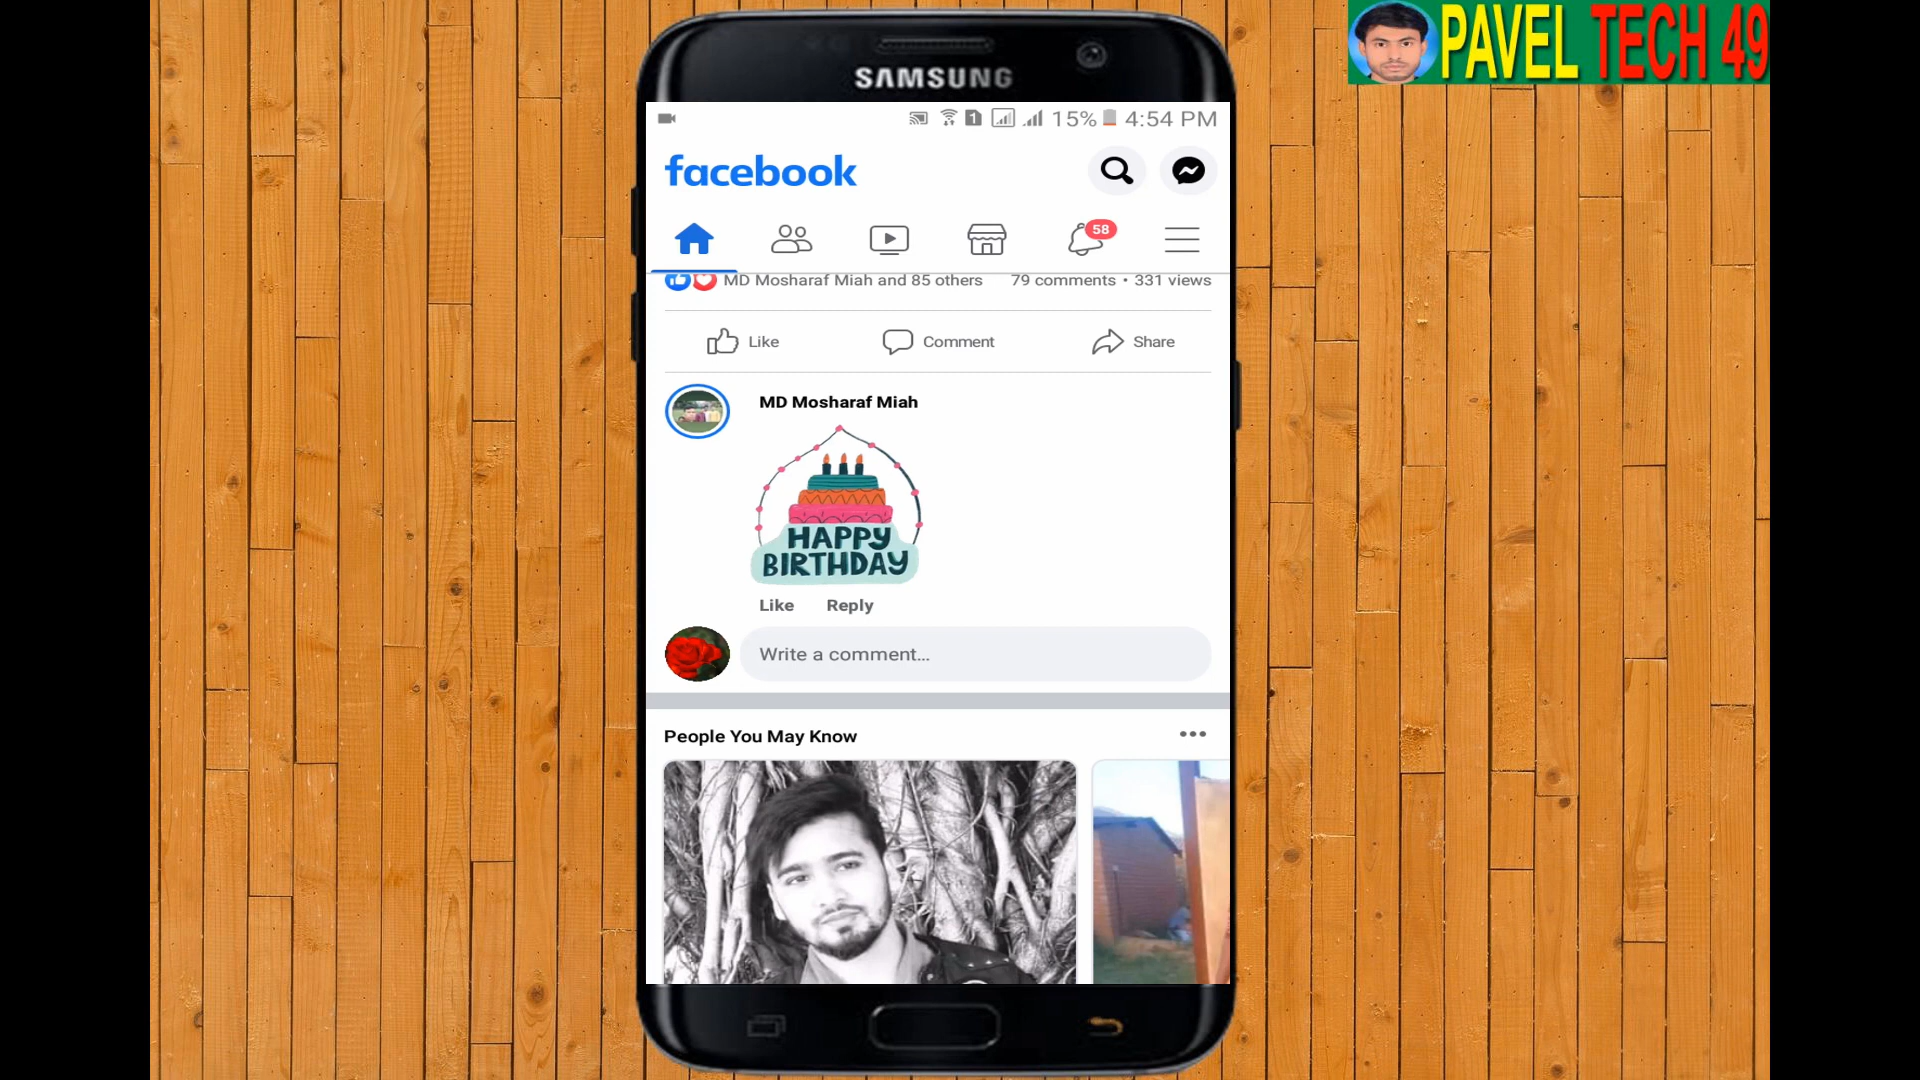 PAVEL TECH 49
SAMSUNG
1 15% 4:54 PM
facebook
58
MD Mosharaf Miah and 85 others 79 comments • 331 views
Like Comment Share
MD Mosharaf Miah
HAPPY
BIRTHDAY
Like Reply
Write a comment...
People You May Know